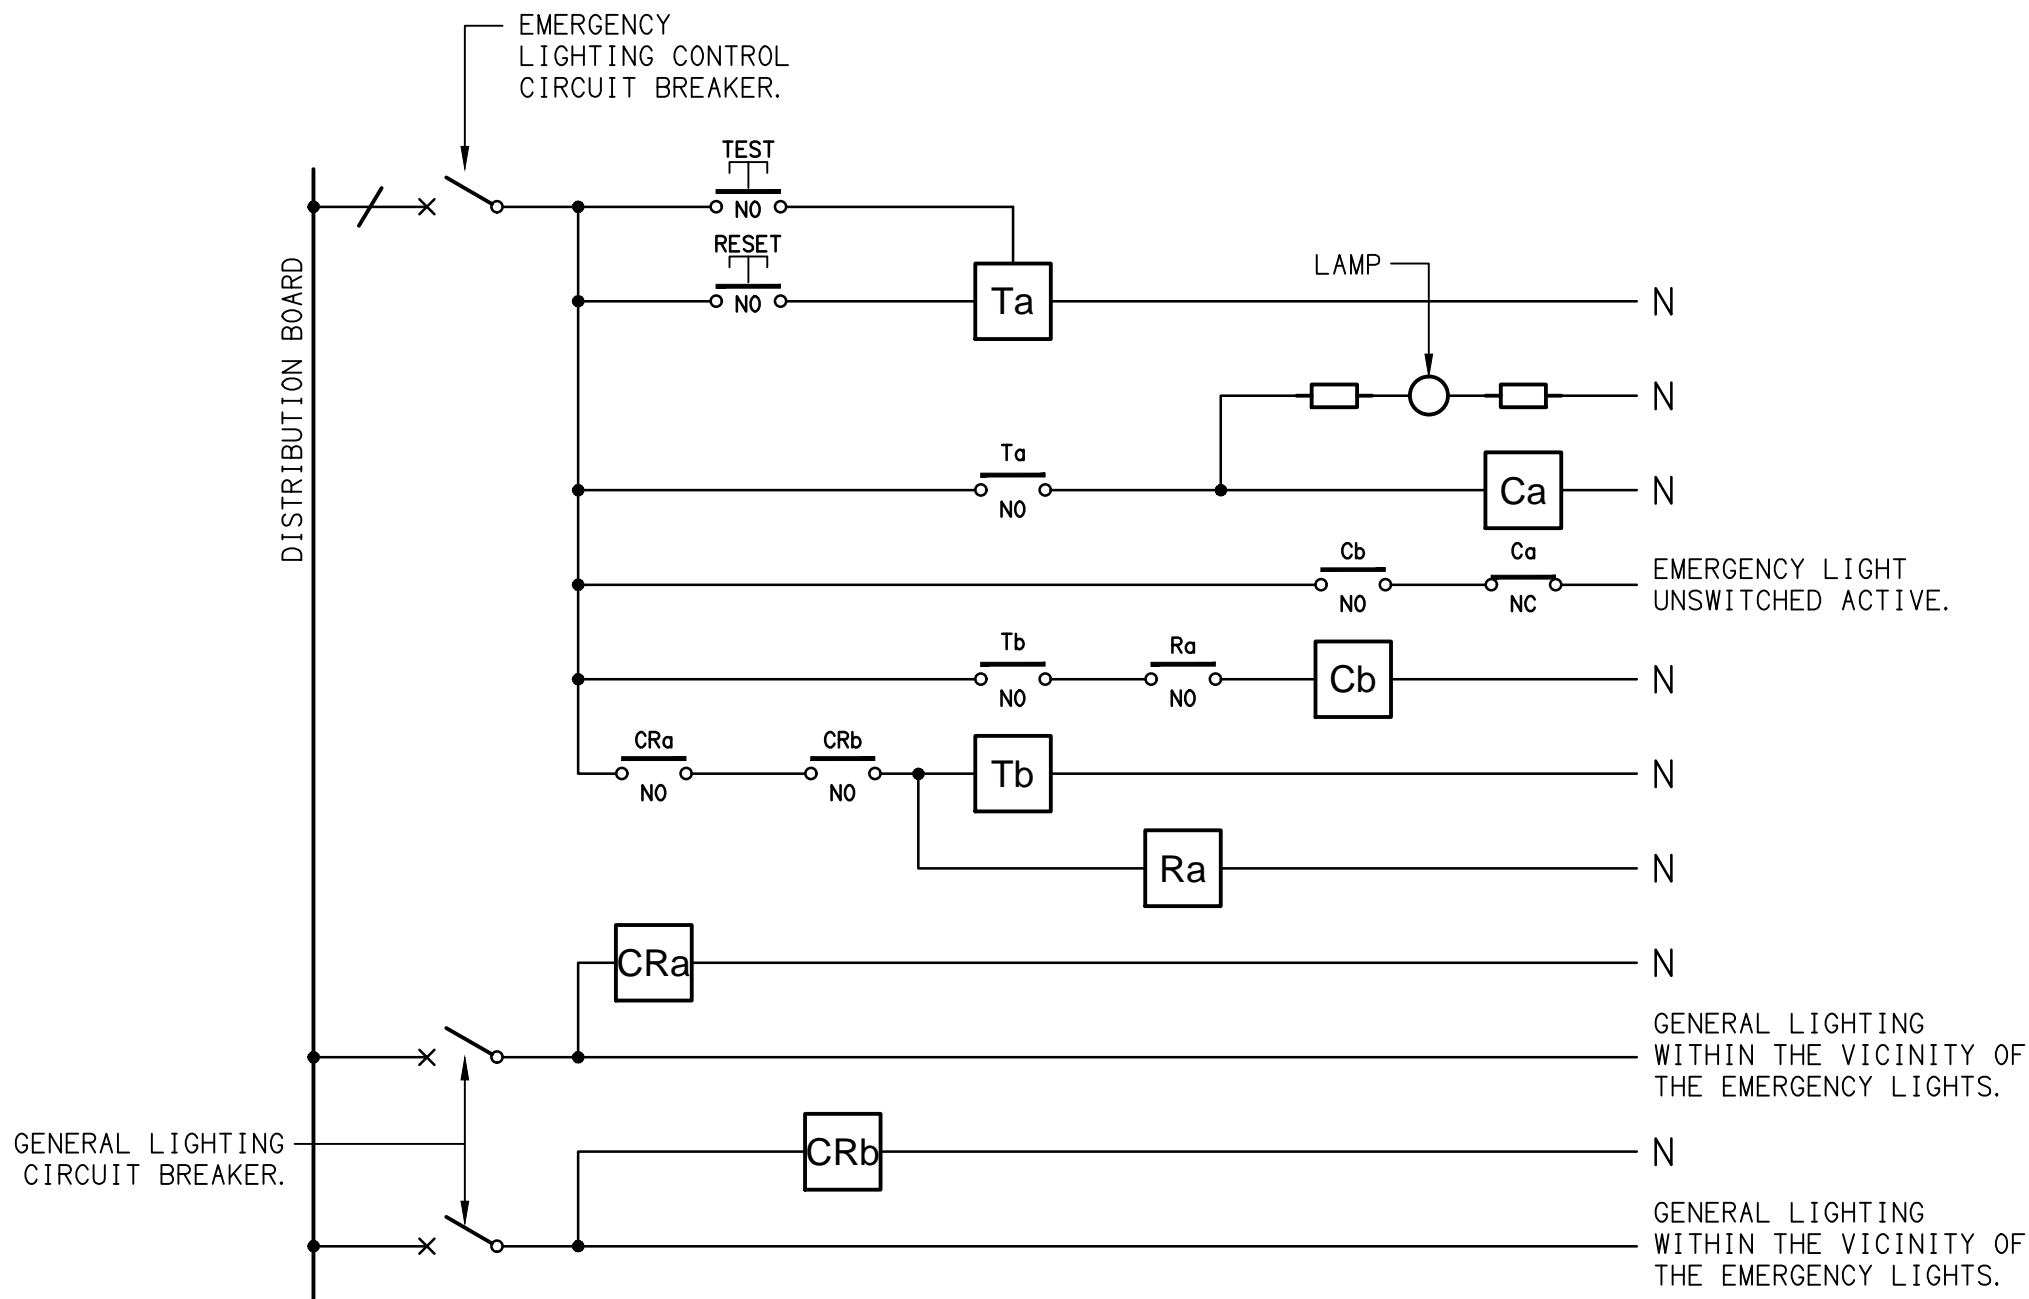 EMERGENCY
LIGHTING CONTROL
CIRCUIT BREAKER.
TEST
NO
RESET
NO
Ta
N
LAMP
N
DISTRIBUTION BOARD
Ta
NO
Ca
N
Cb
NO
Ca
NC
EMERGENCY LIGHT
UNSWITCHED ACTIVE.
Tb
NO
Ra
NO
Cb
N
CRa
NO
CRb
NO
Tb
N
Ra
N
CRa
N
GENERAL LIGHTING
WITHIN THE VICINITY OF
THE EMERGENCY LIGHTS.
GENERAL LIGHTING
CIRCUIT BREAKER.
CRb
N
GENERAL LIGHTING
WITHIN THE VICINITY OF
THE EMERGENCY LIGHTS.